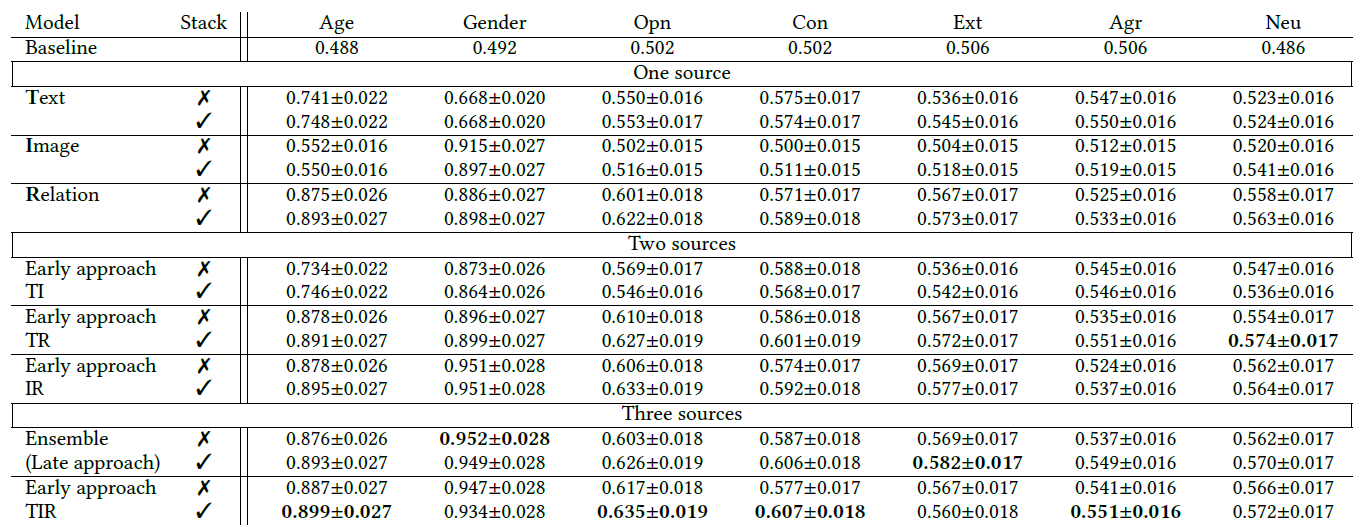 Model Stack Age Gender Opn Con Ext Agr Neu
Baseline 0.488 0.492 0.502 0.502 0.506 0.506 0.486
One source
Text ✗ 0.741±0.022 0.668±0.020 0.550±0.016 0.575±0.017 0.536±0.016 0.547±0.016 0.523±0.016
✓ 0.748±0.022 0.668±0.020 0.553±0.017 0.574±0.017 0.545±0.016 0.550±0.016 0.524±0.016
Image ✗ 0.552±0.016 0.915±0.027 0.502±0.015 0.500±0.015 0.504±0.015 0.512±0.015 0.520±0.016
✓ 0.550±0.016 0.897±0.027 0.516±0.015 0.511±0.015 0.518±0.015 0.519±0.015 0.541±0.016
Relation ✗ 0.875±0.026 0.886±0.027 0.601±0.018 0.571±0.017 0.567±0.017 0.525±0.016 0.558±0.017
✓ 0.893±0.027 0.898±0.027 0.622±0.018 0.589±0.018 0.573±0.017 0.533±0.016 0.563±0.016
Two sources
Early approach ✗ 0.734±0.022 0.873±0.026 0.569±0.017 0.588±0.018 0.536±0.016 0.545±0.016 0.547±0.016
TI ✓ 0.746±0.022 0.864±0.026 0.546±0.016 0.568±0.017 0.542±0.016 0.546±0.016 0.536±0.016
Early approach ✗ 0.878±0.026 0.896±0.027 0.610±0.018 0.586±0.018 0.567±0.017 0.535±0.016 0.554±0.017
TR ✓ 0.891±0.027 0.899±0.027 0.627±0.019 0.601±0.019 0.572±0.017 0.551±0.016 0.574±0.017
Early approach ✗ 0.878±0.026 0.951±0.028 0.606±0.018 0.574±0.017 0.569±0.017 0.524±0.016 0.562±0.017
IR ✓ 0.895±0.027 0.951±0.028 0.633±0.019 0.592±0.018 0.577±0.017 0.537±0.016 0.564±0.017
Three sources
Ensemble ✗ 0.876±0.026 0.952±0.028 0.603±0.018 0.587±0.018 0.569±0.017 0.537±0.016 0.562±0.017
(Late approach) ✓ 0.893±0.027 0.949±0.028 0.626±0.019 0.606±0.018 0.582±0.017 0.549±0.016 0.570±0.017
Early approach ✗ 0.887±0.027 0.947±0.028 0.617±0.018 0.577±0.017 0.567±0.017 0.541±0.016 0.566±0.017
TIR ✓ 0.899±0.027 0.934±0.028 0.635±0.019 0.607±0.018 0.560±0.018 0.551±0.016 0.572±0.017